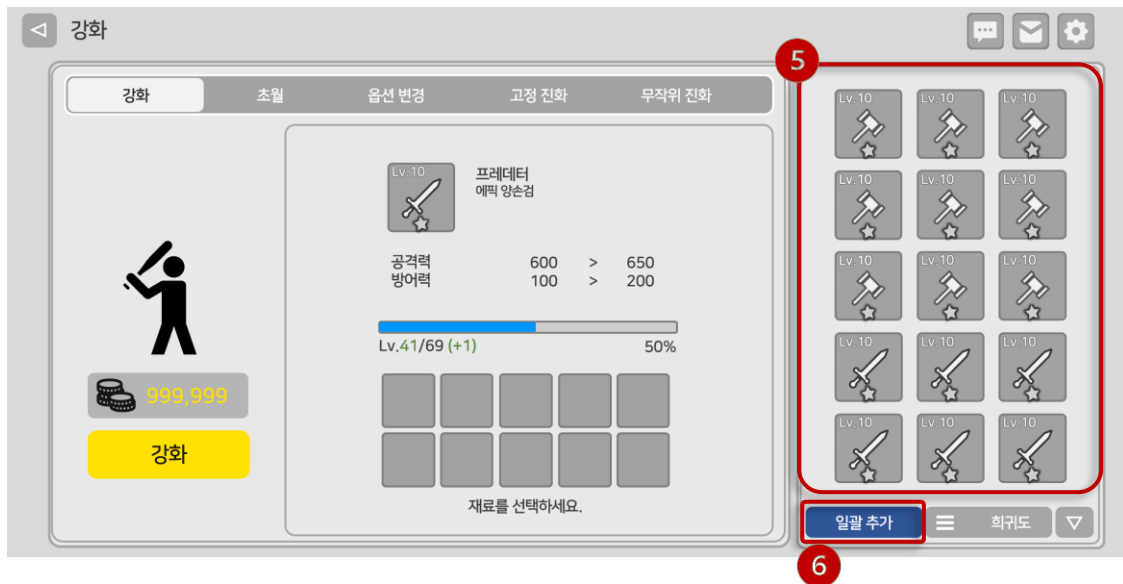 강화
5
강화 초월 옵션 변경 고정 진화 무작위 진화
Lv.10
프레데터
에픽 양손검
공격력 600 > 650
방어력 100 > 200
Lv.41/69 (+1) 50%
999,999
강화
재료를 선택하세요.
Lv.10 Lv.10 Lv.10
Lv.10 Lv.10 Lv.10
Lv.10 Lv.10 Lv.10
Lv.10 Lv.10 Lv.10
Lv.10 Lv.10 Lv.10
일괄 추가 희귀도
6